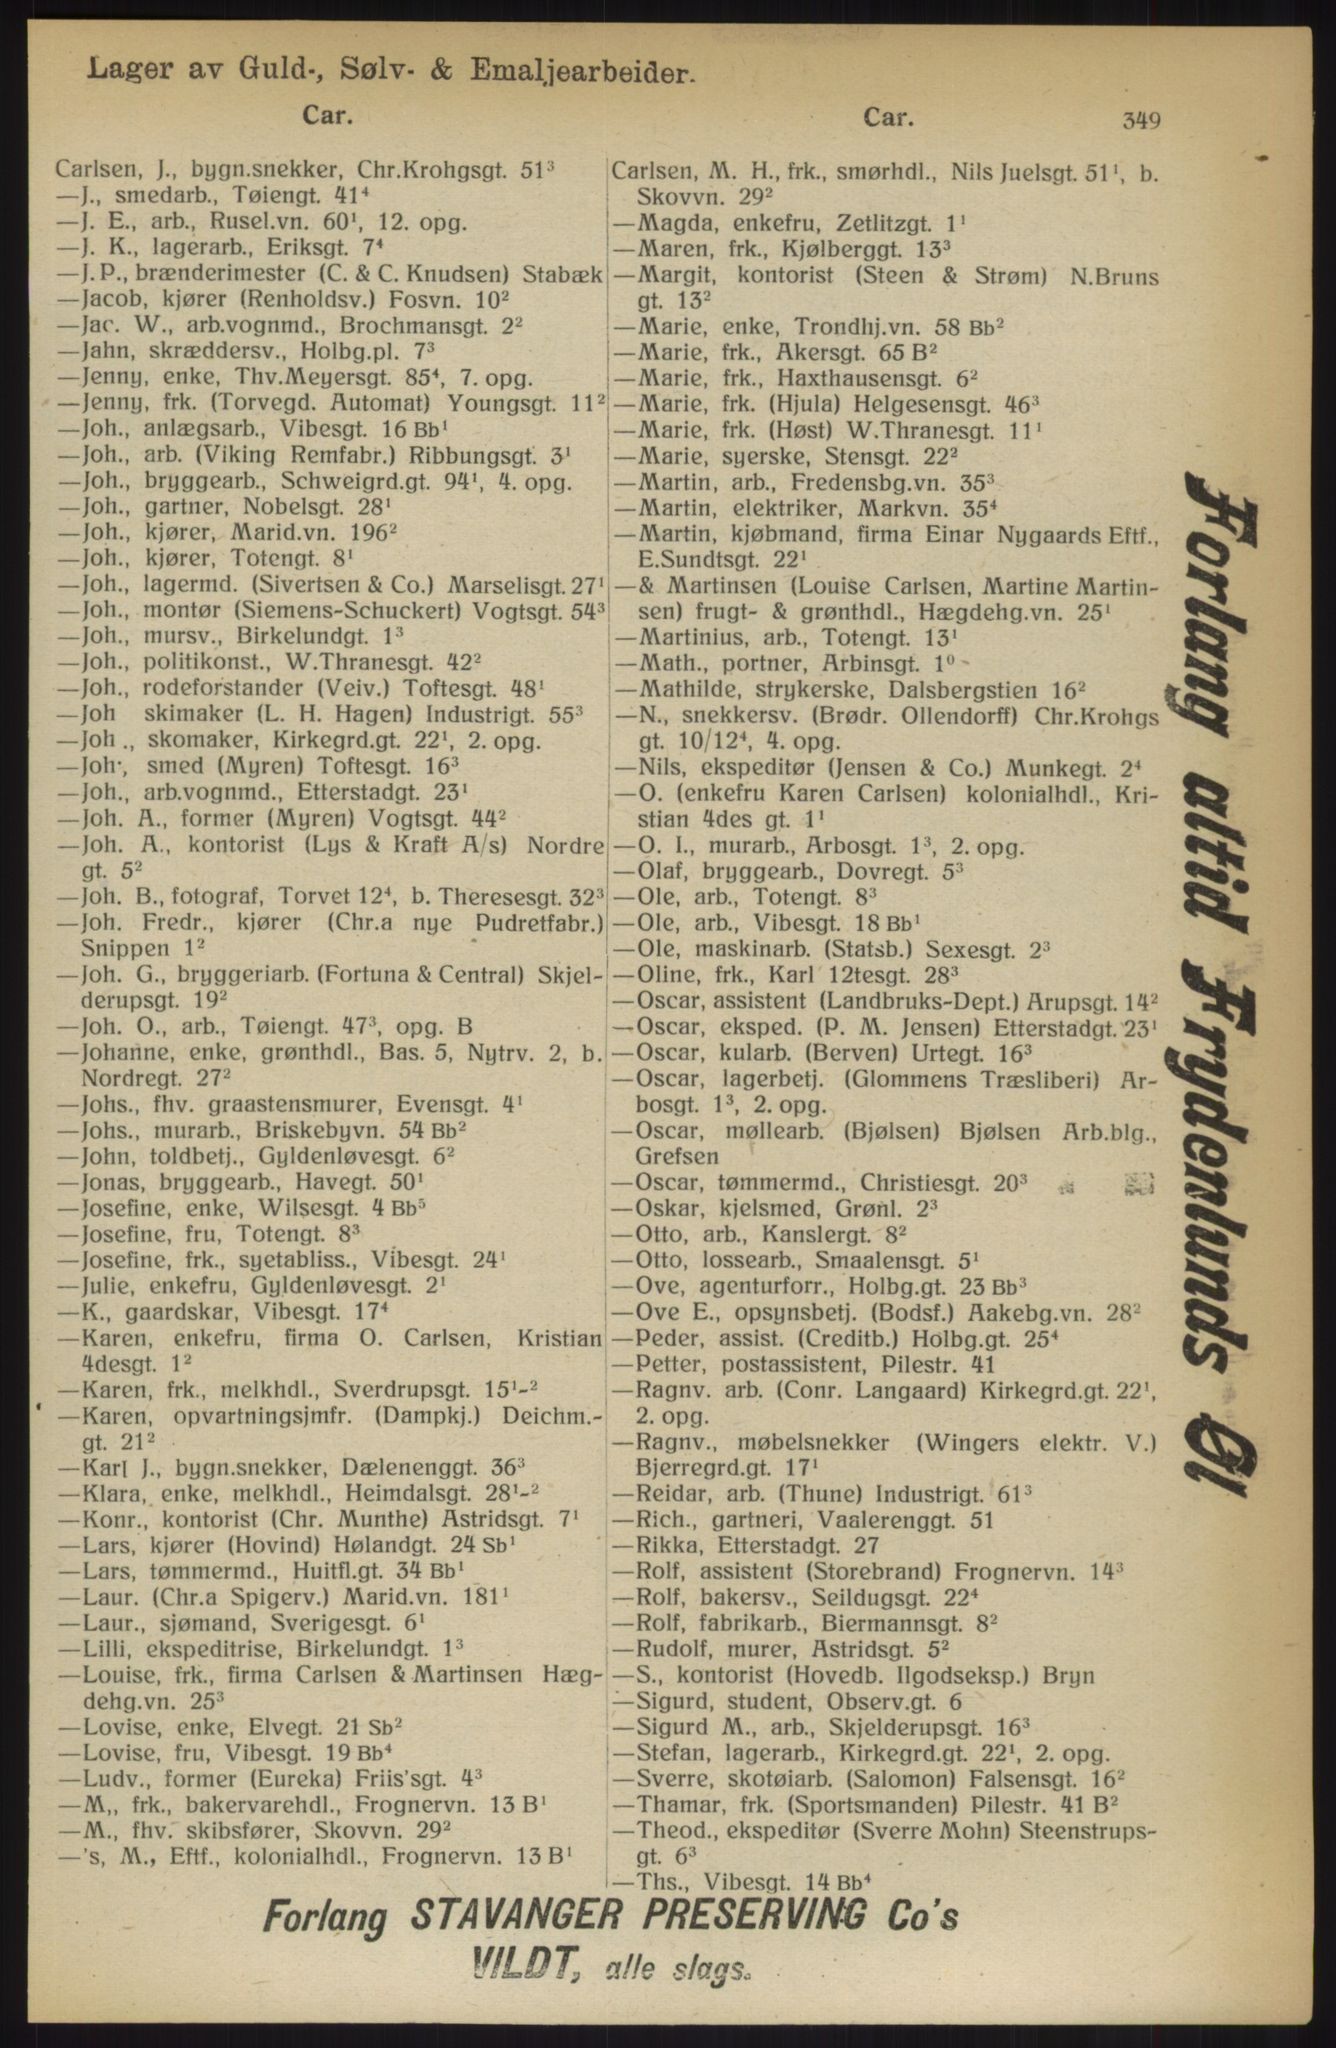 Lager av Guld-, Sølv- & Emaljearbeider.
Car.
Car.
349
Carlsen, J., bygn.snekker, Chr.Krohgsgt. 51³
—J., smedarb., Tøiengt. 41⁴
—J. E., arb., Rusel.vn. 60¹, 12. opg.
—J. K., lagerarb., Eriksgt. 7⁴
—J.P., brænderimester (C. & C. Knudsen) Stabæk
—Jacob, kjører (Renholdsv.) Fosvn. 10²
—Jac. W., arb.vognmd., Brochmansgt. 2²
—Jahn, skræddersv., Holbg.pl. 7³
—Jenny, enke, Thv.Meyersgt. 85⁴, 7. opg.
—Jenny, frk. (Torvegd. Automat) Youngsgt. 11²
—Joh., anlægsarb., Vibesgt. 16 Bb¹
—Joh., arb. (Viking Remfabr.) Ribbungsgt. 3¹
—Joh., bryggearb., Schweigrd.gt. 94¹, 4. opg.
—Joh., gartner, Nobelsgt. 28¹
—Joh., kjører, Marid.vn. 196²
—Joh., kjører, Totengt. 8¹
—Joh., lagermd. (Sivertsen & Co.) Marselisgt. 27¹
—Joh., montør (Siemens-Schuckert) Vogtsgt. 54³
—Joh., mursv., Birkelundgt. 1³
—Joh., politikonst., W.Thranesgt. 42²
—Joh., rodeforstander (Veiv.) Toftesgt. 48¹
—Joh skimaker (L. H. Hagen) Industrigt. 55³
—Joh ., skomaker, Kirkegrd.gt. 22¹, 2. opg.
—Joh., smed (Myren) Toftesgt. 16³
—Joh., arb.vognmd., Etterstadgt. 23¹
—Joh. A., former (Myren) Vogtsgt. 44²
—Joh. A., kontorist (Lys & Kraft A/s) Nordre
gt. 5²
—Joh. B., fotograf, Torvet 12⁴, b. Theresesgt. 32³
—Joh. Fredr., kjører (Chr.a nye Pudretfabr.)
Snippen 1²
—Joh. G., bryggeriarb. (Fortuna & Central) Skjel-
derupsgt. 19²
—Joh. O., arb., Tøiengt. 47³, opg. B
—Johanne, enke, grønthdl., Bas. 5, Nytrv. 2, b.
Nordregt. 27²
—Johs., fhv. graastensmurer, Evensgt. 4¹
—Johs., murarb., Briskebyvn. 54 Bb²
—John, toldbetj., Gyldenløvesgt. 6²
—Jonas, bryggearb., Havegt. 50¹
—Josefine, enke, Wilsesgt. 4 Bb⁵
—Josefine, fru, Totengt. 8³
—Josefine, frk., syetabliss., Vibesgt. 24¹
—Julie, enkefru, Gyldenløvesgt. 2¹
—K., gaardskar, Vibesgt. 17⁴
—Karen, enkefru, firma O. Carlsen, Kristian
4desgt. 1²
—Karen, frk., melkhdl., Sverdrupsgt. 15¹-²
—Karen, opvartningsjmfr. (Dampkj.) Deichm.-
gt. 21²
—Karl J., bygn.snekker, Dælenenggt. 36³
—Klara, enke, melkhdl., Heimdalsgt. 28¹-²
—Konr., kontorist (Chr. Munthe) Astridsgt. 7¹
—Lars, kjører (Hovind) Hølandgt. 24 Sb¹
—Lars, tømmermd., Huitfl.gt. 34 Bb¹
—Laur. (Chr.a Spigerv.) Marid.vn. 181¹
—Laur., sjømand, Sverigesgt. 6¹
—Lilli, ekspeditrise, Birkelundgt. 1³
—Louise, frk., firma Carlsen & Martinsen Hæg-
dehg.vn. 25³
—Lovise, enke, Elvegt. 21 Sb²
—Lovise, fru, Vibesgt. 19 Bb⁴
—Ludv., former (Eureka) Friis'sgt. 4³
—M,, frk., bakervarehdl., Frognervn. 13 B¹
—M., fhv. skibsfører, Skovvn. 29²
—'s, M., Eftf., kolonialhdl., Frognervn. 13 B¹
Carlsen, M. H., frk., smørhdl., Nils Juelsgt. 51¹, b.
Skovvn. 29²
—Magda, enkefru, Zetlitzgt. 1¹
—Maren, frk., Kjølberggt. 13³
—Margit, kontorist (Steen & Strøm) N.Bruns
gt. 13²
—Marie, enke, Trondhj.vn. 58 Bb²
—Marie, frk., Akersgt. 65 B²
—Marie, frk., Haxthausensgt. 6²
—Marie, frk. (Hjula) Helgesensgt. 46³
—Marie, frk. (Høst) W.Thranesgt. 11¹
—Marie, syerske, Stensgt. 22²
—Martin, arb., Fredensbg.vn. 35³
—Martin, elektriker, Markvn. 35⁴
—Martin, kjøbmand, firma Einar Nygaards Eftf.,
E.Sundtsgt. 22¹
—& Martinsen (Louise Carlsen, Martine Martin-
sen) frugt- & grønthdl., Hægdehg.vn. 25¹
—Martinius, arb., Totengt. 13¹
—Math., portner, Arbinsgt. 1⁰
—Mathilde, strykerske, Dalsbergstien 16²
—N., snekkersv. (Brødr. Ollendorff) Chr.Krohgs
gt. 10/12⁴, 4. opg.
—Nils, ekspeditør (Jensen & Co.) Munkegt. 2⁴
—O. (enkefru Karen Carlsen) kolonialhdl., Kri-
stian 4des gt. 1¹
—O. I., murarb., Arbosgt. 1³, 2. opg.
—Olaf, bryggearb., Dovregt. 5³
—Ole, arb., Totengt. 8³
—Ole, arb., Vibesgt. 18 Bb¹
—Ole, maskinarb. (Statsb.) Sexesgt. 2³
—Oline, frk., Karl 12tesgt. 28³
—Oscar, assistent (Landbruks-Dept.) Arupsgt. 14²
—Oscar, eksped. (P. M. Jensen) Etterstadgt. 23¹
—Oscar, kularb. (Berven) Urtegt. 16³
—Oscar, lagerbetj. (Glommens Træsliberi) Ar-
bosgt. 1³, 2. opg.
—Oscar, møllearb. (Bjølsen) Bjølsen Arb.blg.,
Grefsen
—Oscar, tømmermd., Christiesgt. 20³
—Oskar, kjelsmed, Grønl. 2³
—Otto, arb., Kanslergt. 8²
—Otto, lossearb., Smaalensgt. 5¹
—Ove, agenturforr., Holbg.gt. 23 Bb³
—Ove E., opsynsbetj. (Bodsf.) Aakebg.vn. 28²
—Peder, assist. (Creditb.) Holbg.gt. 25⁴
—Petter, postassistent, Pilestr. 41
—Ragnv. arb. (Conr. Langaard) Kirkegrd.gt. 22¹,
2. opg.
—Ragnv., møbelsnekker (Wingers elektr. V.)
Bjerregrd.gt. 17¹
—Reidar, arb. (Thune) Industrigt. 61³
—Rich., gartneri, Vaalerenggt. 51
—Rikka, Etterstadgt. 27
—Rolf, assistent (Storebrand) Frognervn. 14³
—Rolf, bakersv., Seildugsgt. 22⁴
—Rolf, fabrikarb., Biermannsgt. 8²
—Rudolf, murer, Astridsgt. 5²
—S., kontorist (Hovedb. Ilgodseksp.) Bryn
—Sigurd, student, Observ.gt. 6
—Sigurd M., arb., Skjelderupsgt. 16³
—Stefan, lagerarb., Kirkegrd.gt. 22¹, 2. opg.
—Sverre, skotøiarb. (Salomon) Falsensgt. 16²
—Thamar, frk. (Sportsmanden) Pilestr. 41 B²
—Theod., ekspeditør (Sverre Mohn) Steenstrups-
gt. 6³
—Ths., Vibesgt. 14 Bb⁴
Forlang altid Frydenlunds Øl
Forlang STAVANGER PRESERVING Co's
VILDT, alle slags.